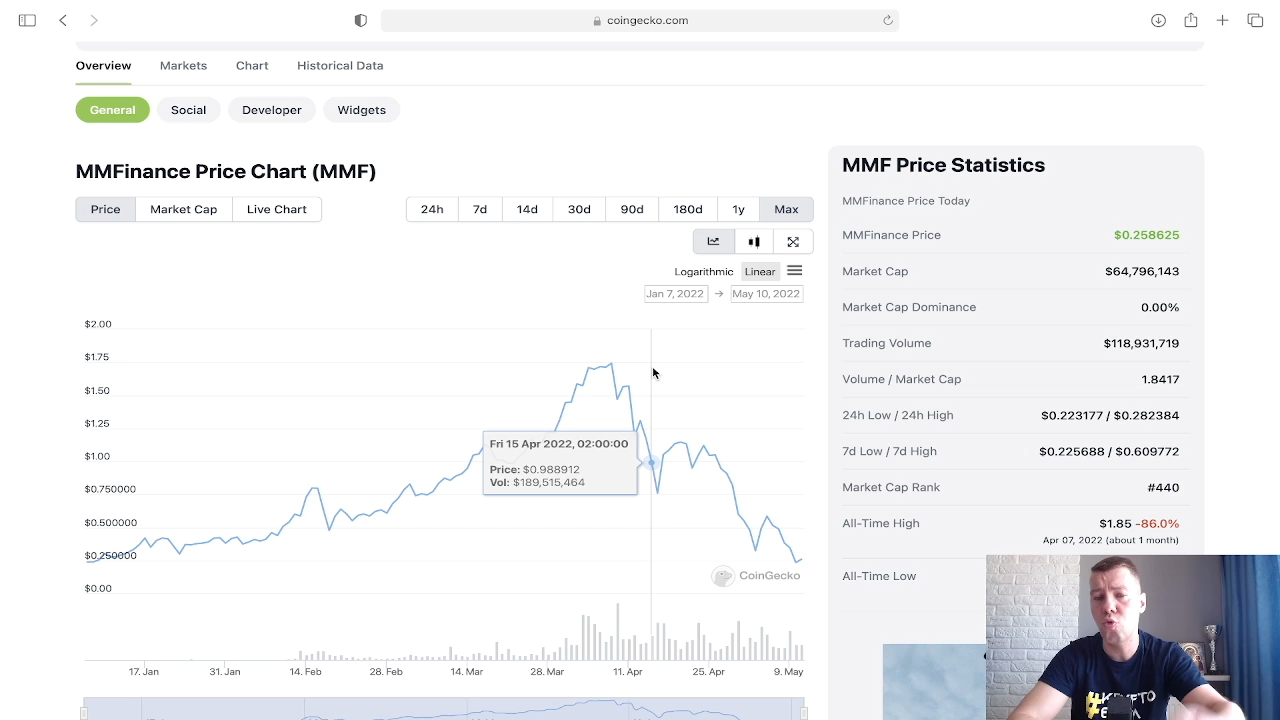 coingecko.com
Overview Markets Chart Historical Data
General Social Developer Widgets
MMFinance Price Chart (MMF)
Price Market Cap Live Chart
24h 7d 14d 30d 90d 180d 1y Max
Logarithmic Linear
Jan 7, 2022 → May 10, 2022
$2.00
$1.75
$1.50
$1.25
$1.00
$0.750000
$0.500000
$0.250000
$0.00
Fri 15 Apr 2022, 02:00:00
Price: $0.988912
Vol: $189,515,464
CoinGecko
17. Jan 31. Jan 14. Feb 28. Feb 14. Mar 28. Mar 11. Apr 25. Apr 9. May
MMF Price Statistics
MMFinance Price Today
MMFinance Price $0.258625
Market Cap $64,796,143
Market Cap Dominance 0.00%
Trading Volume $118,931,719
Volume / Market Cap 1.8417
24h Low / 24h High $0.223177 / $0.282384
7d Low / 7d High $0.225688 / $0.609772
Market Cap Rank #440
All-Time High $1.85 -86.0%
Apr 07, 2022 (about 1 month)
All-Time Low